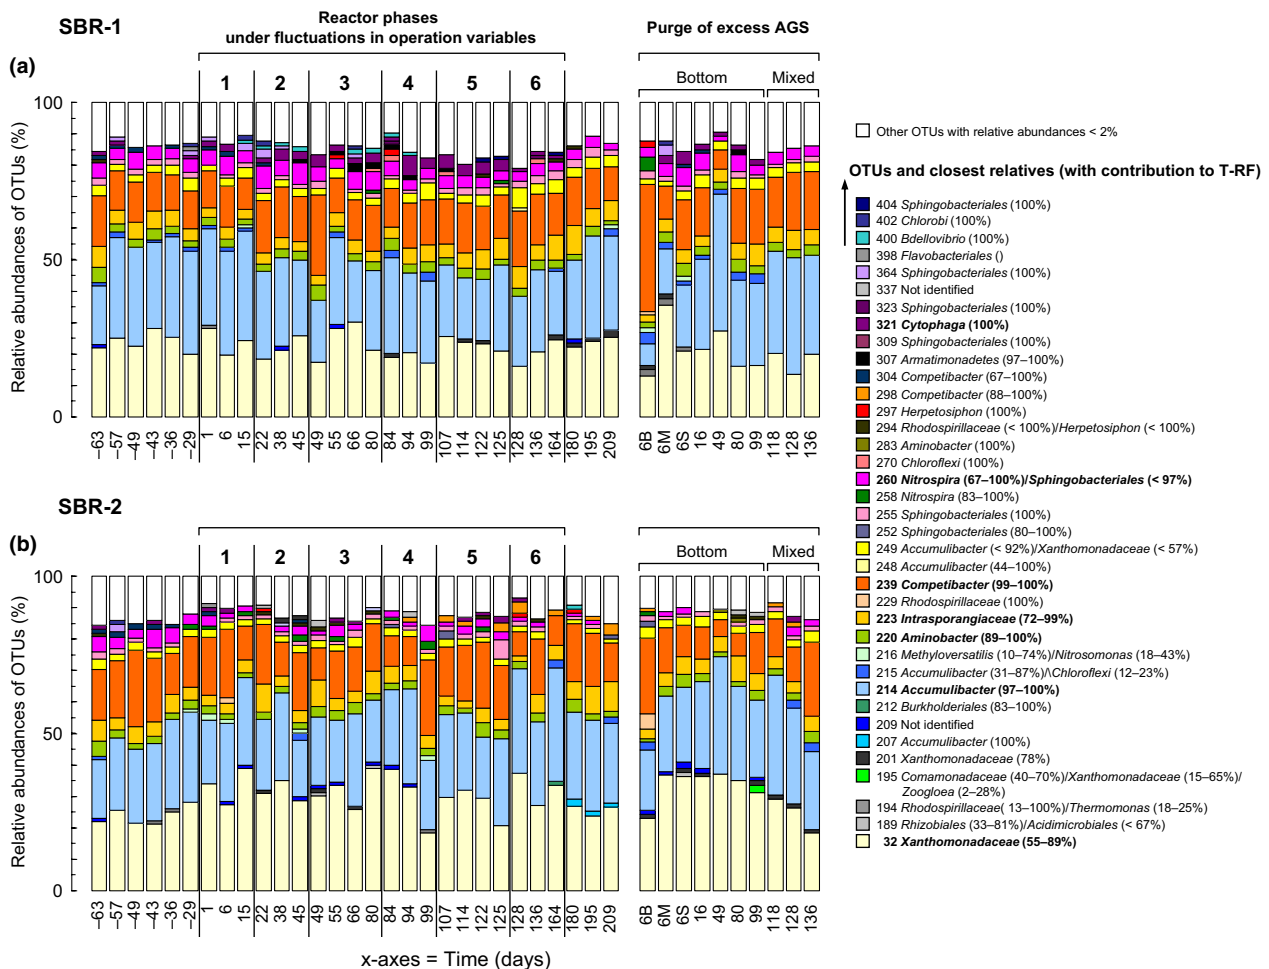 SBR-1
Reactor phases
under fluctuations in operation variables
Purge of excess AGS
(a)
1 2 3 4 5 6
Bottom Mixed
Relative abundances of OTUs (%)
100
50
0
–63 –57 –49 –43 –36 –29 1 6 15 22 38 45 49 55 66 80 84 94 99 107 114 122 125 128 136 164 180 195 209
6B 6M 6S 16 49 80 99 118 128 136
SBR-2
(b)
1 2 3 4 5 6
Bottom Mixed
Relative abundances of OTUs (%)
100
50
0
–63 –57 –49 –43 –36 –29 1 6 15 22 38 45 49 55 66 80 84 94 99 107 114 122 125 128 136 164 180 195 209
6B 6M 6S 16 49 80 99 118 128 136
x-axes = Time (days)
Other OTUs with relative abundances < 2%
OTUs and closest relatives (with contribution to T-RF)
404 Sphingobacteriales (100%)
402 Chlorobi (100%)
400 Bdellovibrio (100%)
398 Flavobacteriales ()
364 Sphingobacteriales (100%)
337 Not identified
323 Sphingobacteriales (100%)
321 Cytophaga (100%)
309 Sphingobacteriales (100%)
307 Armatimonadetes (97–100%)
304 Competibacter (67–100%)
298 Competibacter (88–100%)
297 Herpetosiphon (100%)
294 Rhodospirillaceae (< 100%)/Herpetosiphon (< 100%)
283 Aminobacter (100%)
270 Chloroflexi (100%)
260 Nitrospira (67–100%)/Sphingobacteriales (< 97%)
258 Nitrospira (83–100%)
255 Sphingobacteriales (100%)
252 Sphingobacteriales (80–100%)
249 Accumulibacter (< 92%)/Xanthomonadaceae (< 57%)
248 Accumulibacter (44–100%)
239 Competibacter (99–100%)
229 Rhodospirillaceae (100%)
223 Intrasporangiaceae (72–99%)
220 Aminobacter (89–100%)
216 Methyloversatilis (10–74%)/Nitrosomonas (18–43%)
215 Accumulibacter (31–87%)/Chloroflexi (12–23%)
214 Accumulibacter (97–100%)
212 Burkholderiales (83–100%)
209 Not identified
207 Accumulibacter (100%)
201 Xanthomonadaceae (78%)
195 Comamonadaceae (40–70%)/Xanthomonadaceae (15–65%)/
Zoogloea (2–28%)
194 Rhodospirillaceae( 13–100%)/Thermomonas (18–25%)
189 Rhizobiales (33–81%)/Acidimicrobiales (< 67%)
32 Xanthomonadaceae (55–89%)